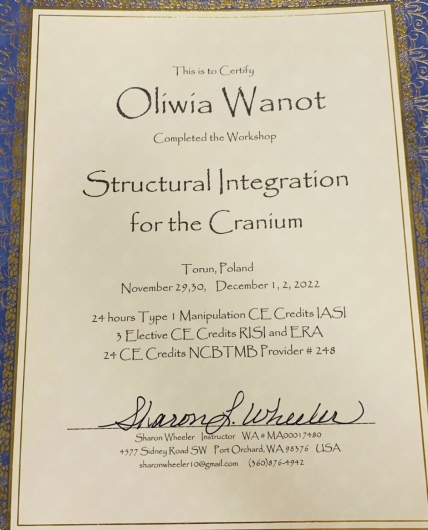 This is to Certify
Oliwia Wanot
Completed the Workshop
Structural Integration
for the Cranium
Torun, Poland
November 29,30, December 1, 2, 2022
24 hours Type 1 Manipulation CE Credits IASI
3 Elective CE Credits RISI and ERA
24 CE Credits NCBTMB Provider # 248
Sharon L. Wheeler
Sharon Wheeler Instructor WA # MA00017480
4377 Sidney Road SW Port Orchard, WA 98376 USA
sharonwheeler10@gmail.com (360)876-4942